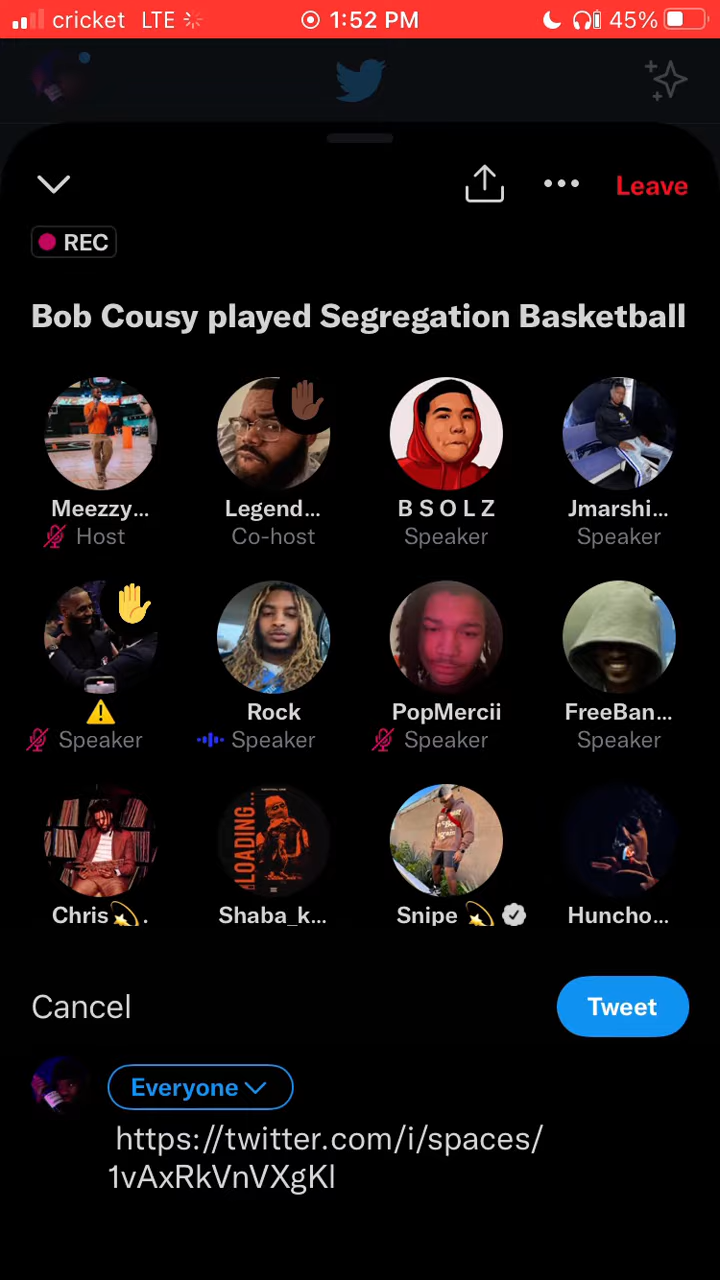 cricket LTE 1:52 PM 45%
Leave
REC
Bob Cousy played Segregation Basketball
Meezzy... Legend... B S O L Z Jmarshi...
Host Co-host Speaker Speaker
Rock PopMercii FreeBan...
Speaker Speaker Speaker Speaker
LOADING...
Chris💫. Shaba_k... Snipe 💫 Huncho...
Cancel Tweet
Everyone
https://twitter.com/i/spaces/
1vAxRkVnVXgKl